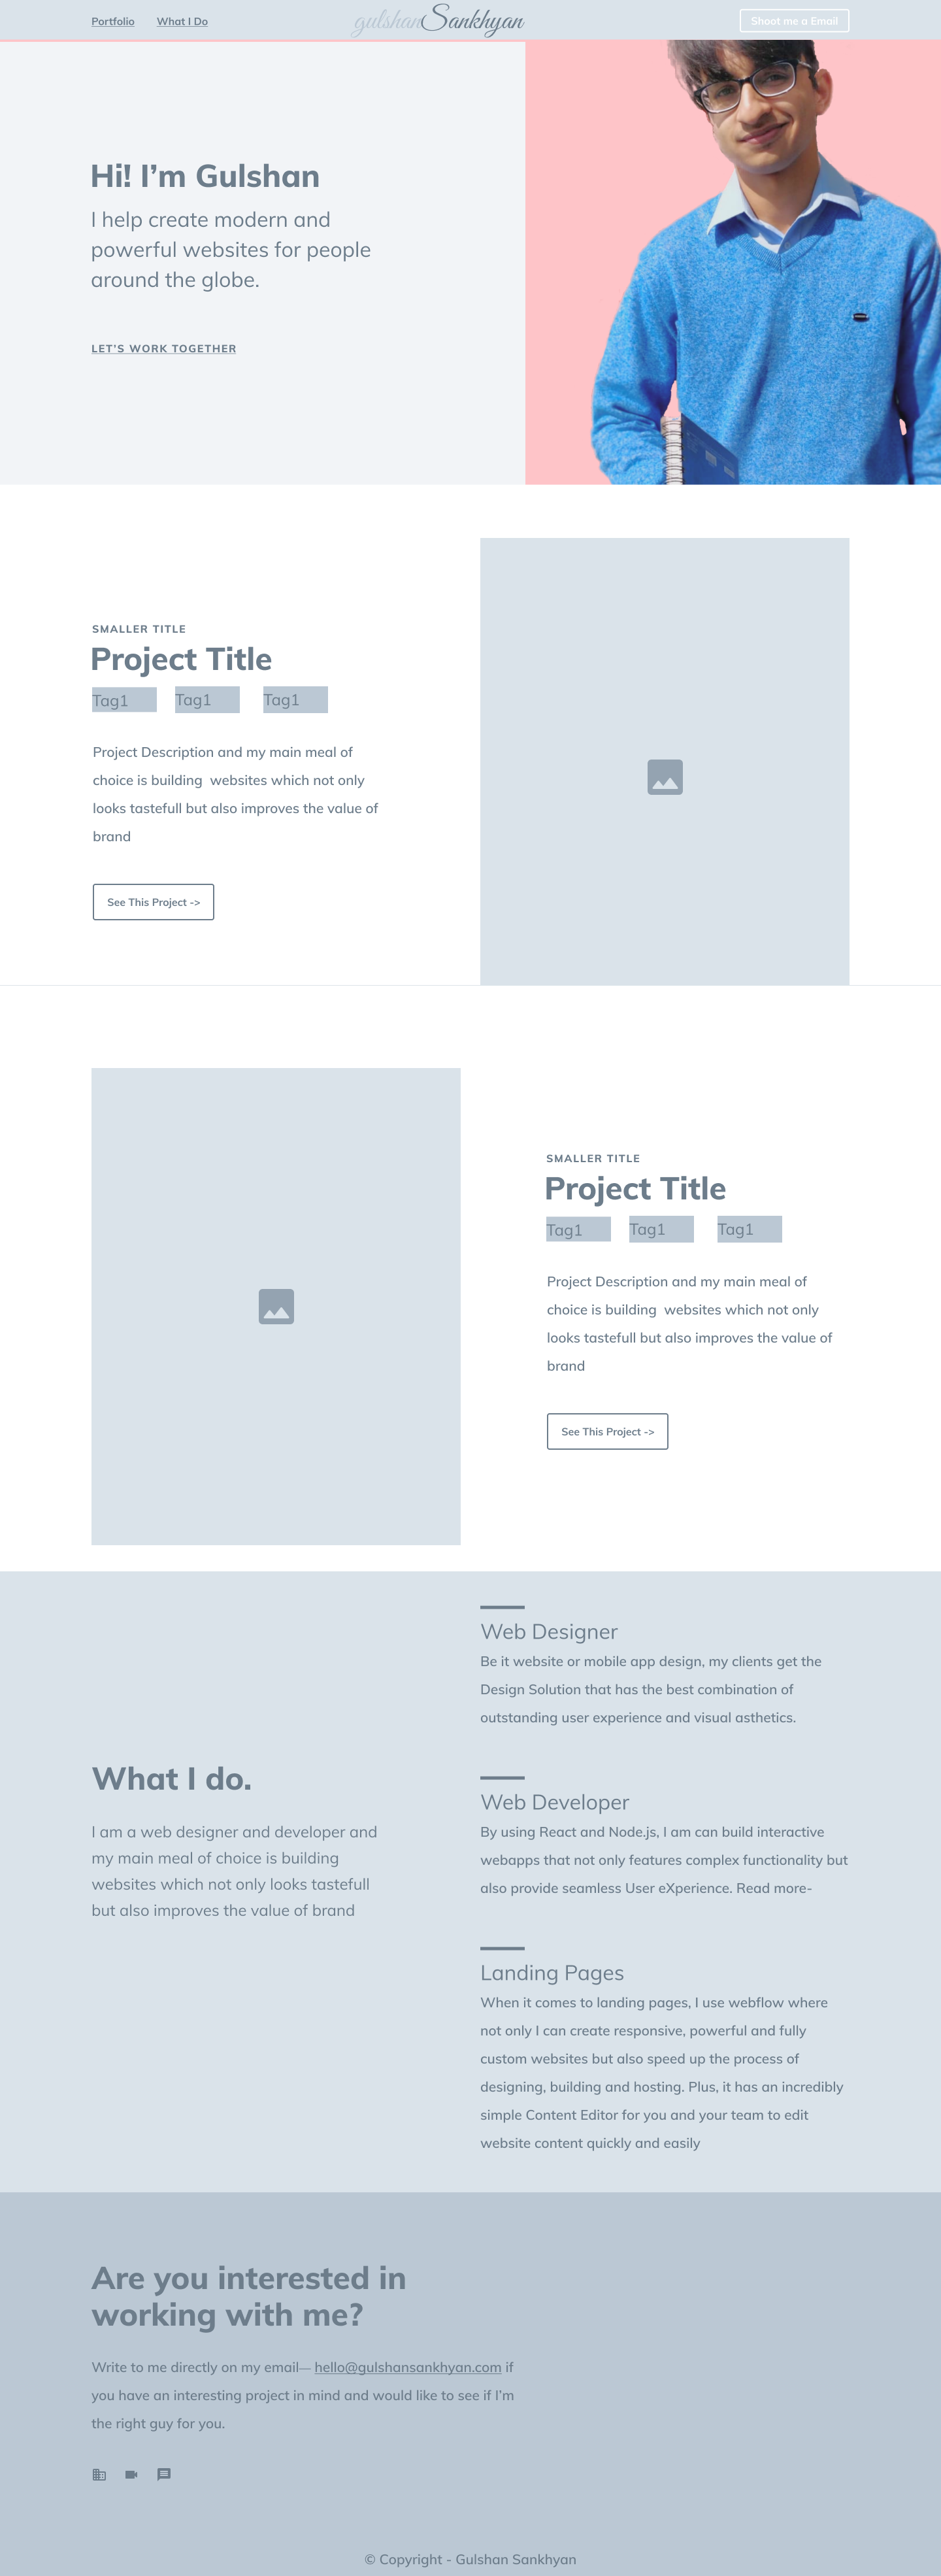 Portfolio
What I Do
gulshanSankhyan
Shoot me a Email
Hi! I’m Gulshan
I help create modern and
powerful websites for people
around the globe.
LET’S WORK TOGETHER
SMALLER TITLE
Project Title
Tag1
Tag1
Tag1
Project Description and my main meal of
choice is building  websites which not only
looks tastefull but also improves the value of
brand
See This Project ->
SMALLER TITLE
Project Title
Tag1
Tag1
Tag1
Project Description and my main meal of
choice is building  websites which not only
looks tastefull but also improves the value of
brand
See This Project ->
What I do.
I am a web designer and developer and
my main meal of choice is building
websites which not only looks tastefull
but also improves the value of brand
Web Designer
Be it website or mobile app design, my clients get the
Design Solution that has the best combination of
outstanding user experience and visual asthetics.
Web Developer
By using React and Node.js, I am can build interactive
webapps that not only features complex functionality but
also provide seamless User eXperience. Read more-
Landing Pages
When it comes to landing pages, I use webflow where
not only I can create responsive, powerful and fully
custom websites but also speed up the process of
designing, building and hosting. Plus, it has an incredibly
simple Content Editor for you and your team to edit
website content quickly and easily
Are you interested in
working with me?
Write to me directly on my email— hello@gulshansankhyan.com if
you have an interesting project in mind and would like to see if I’m
the right guy for you.
© Copyright - Gulshan Sankhyan